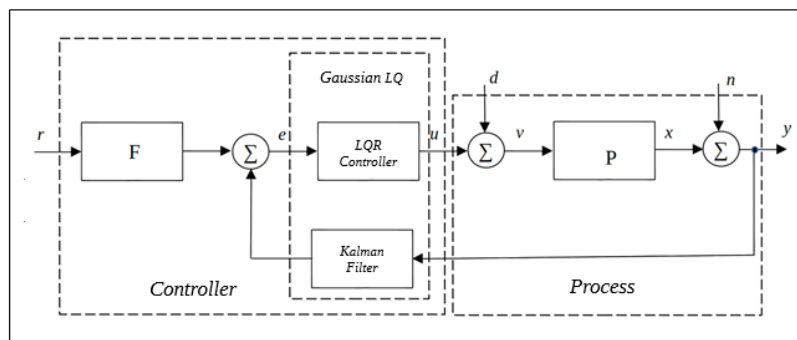 Gaussian LQ
d
n
r
F
Σ
e
LQR
Controller
u
Σ
v
P
x
Σ
y
Kalman
Filter
Controller
Process